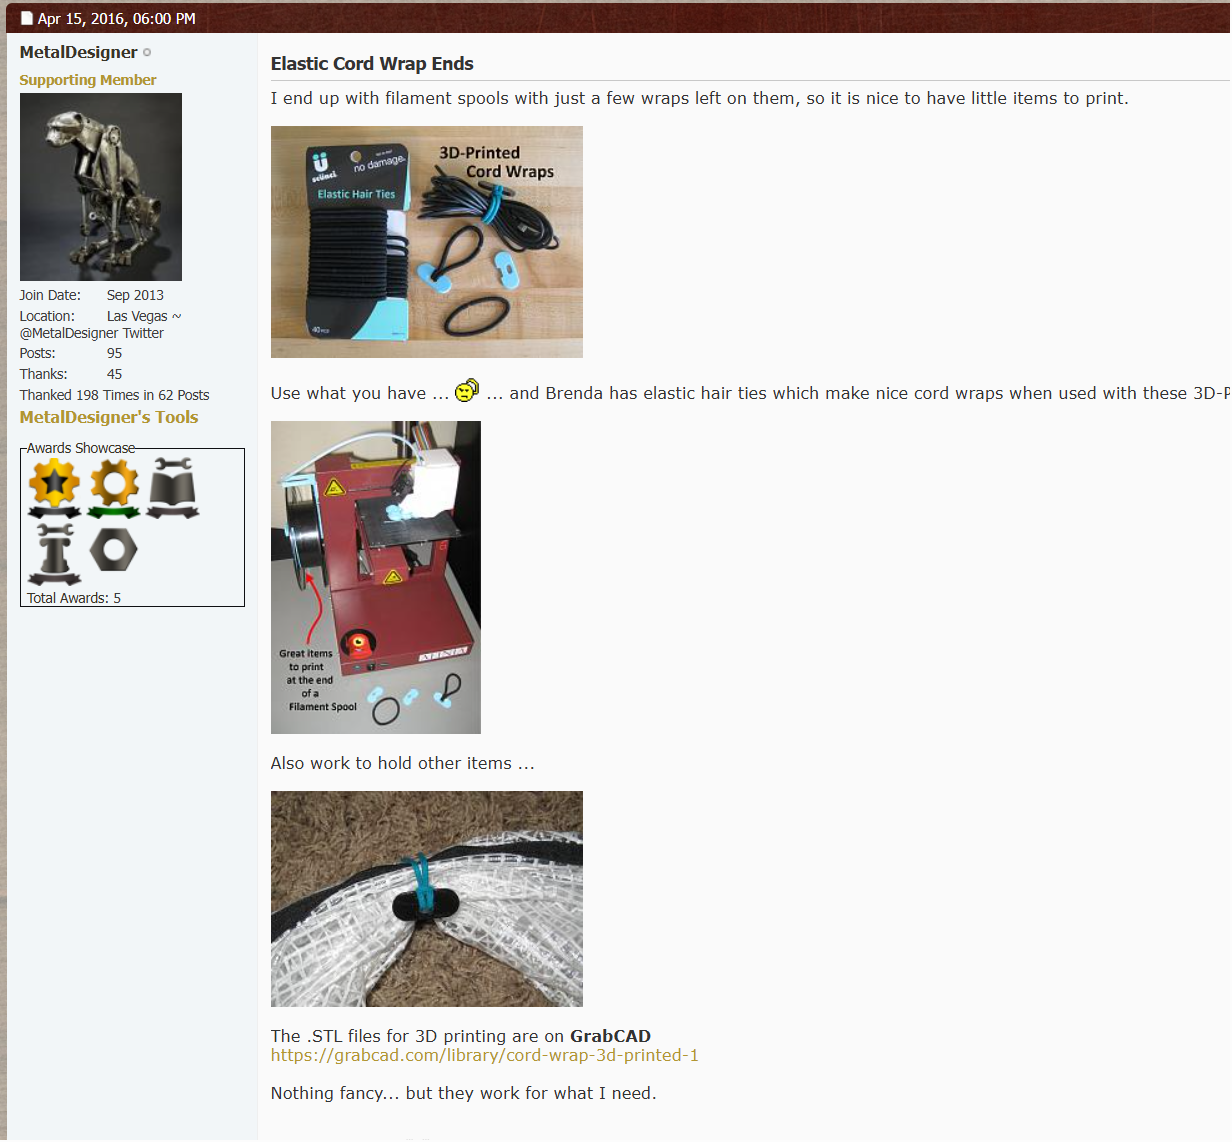 Apr 15, 2016, 06:00 PM
MetalDesigner
Supporting Member
Join Date: Sep 2013
Location: Las Vegas ~
@MetalDesigner Twitter
Posts: 95
Thanks: 45
Thanked 198 Times in 62 Posts
MetalDesigner's Tools
Awards Showcase
Total Awards: 5
Elastic Cord Wrap Ends
I end up with filament spools with just a few wraps left on them, so it is nice to have little items to print.
3D-Printed
Cord Wraps
scünci
no damage.
Elastic Hair Ties
40 PCS
Use what you have ... ... and Brenda has elastic hair ties which make nice cord wraps when used with these 3D-P
AFINIA
Great items
to print
at the end
of a
Filament Spool
Also work to hold other items ...
The .STL files for 3D printing are on GrabCAD
https://grabcad.com/library/cord-wrap-3d-printed-1
Nothing fancy... but they work for what I need.